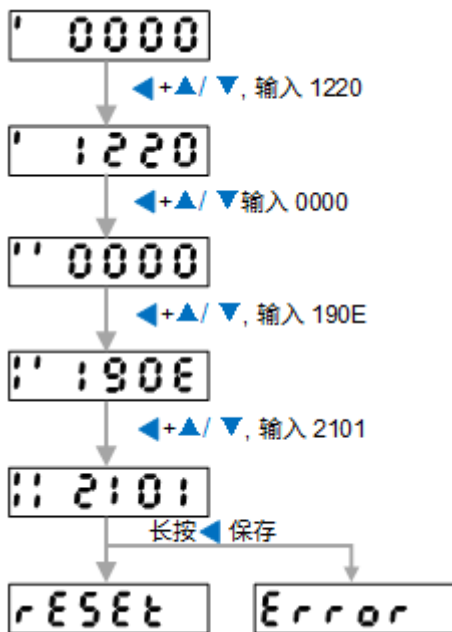 ' 0000
◀+▲/ ▼, 输入 1220
' 1220
◀+▲/ ▼输入 0000
'' 0000
◀+▲/ ▼, 输入 190E
¦' 190E
◀+▲/ ▼, 输入 2101
¦¦ 2101
长按◀ 保存
rESEt Error